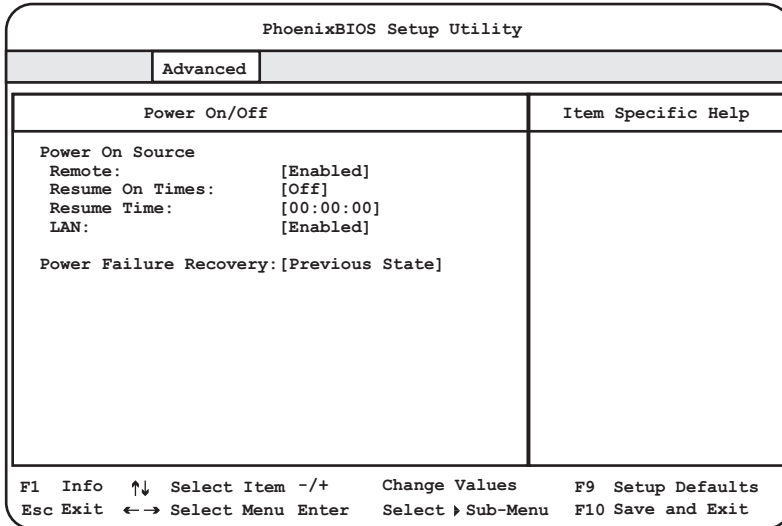 PhoenixBIOS Setup Utility
Advanced
Power On/Off
Item Specific Help
Power On Source
Remote: [Enabled]
Resume On Times: [Off]
Resume Time: [00:00:00]
LAN: [Enabled]
Power Failure Recovery:[Previous State]
F1 Info ↑↓ Select Item -/+ Change Values F9 Setup Defaults
Esc Exit ←→ Select Menu Enter Select ▸ Sub-Menu F10 Save and Exit